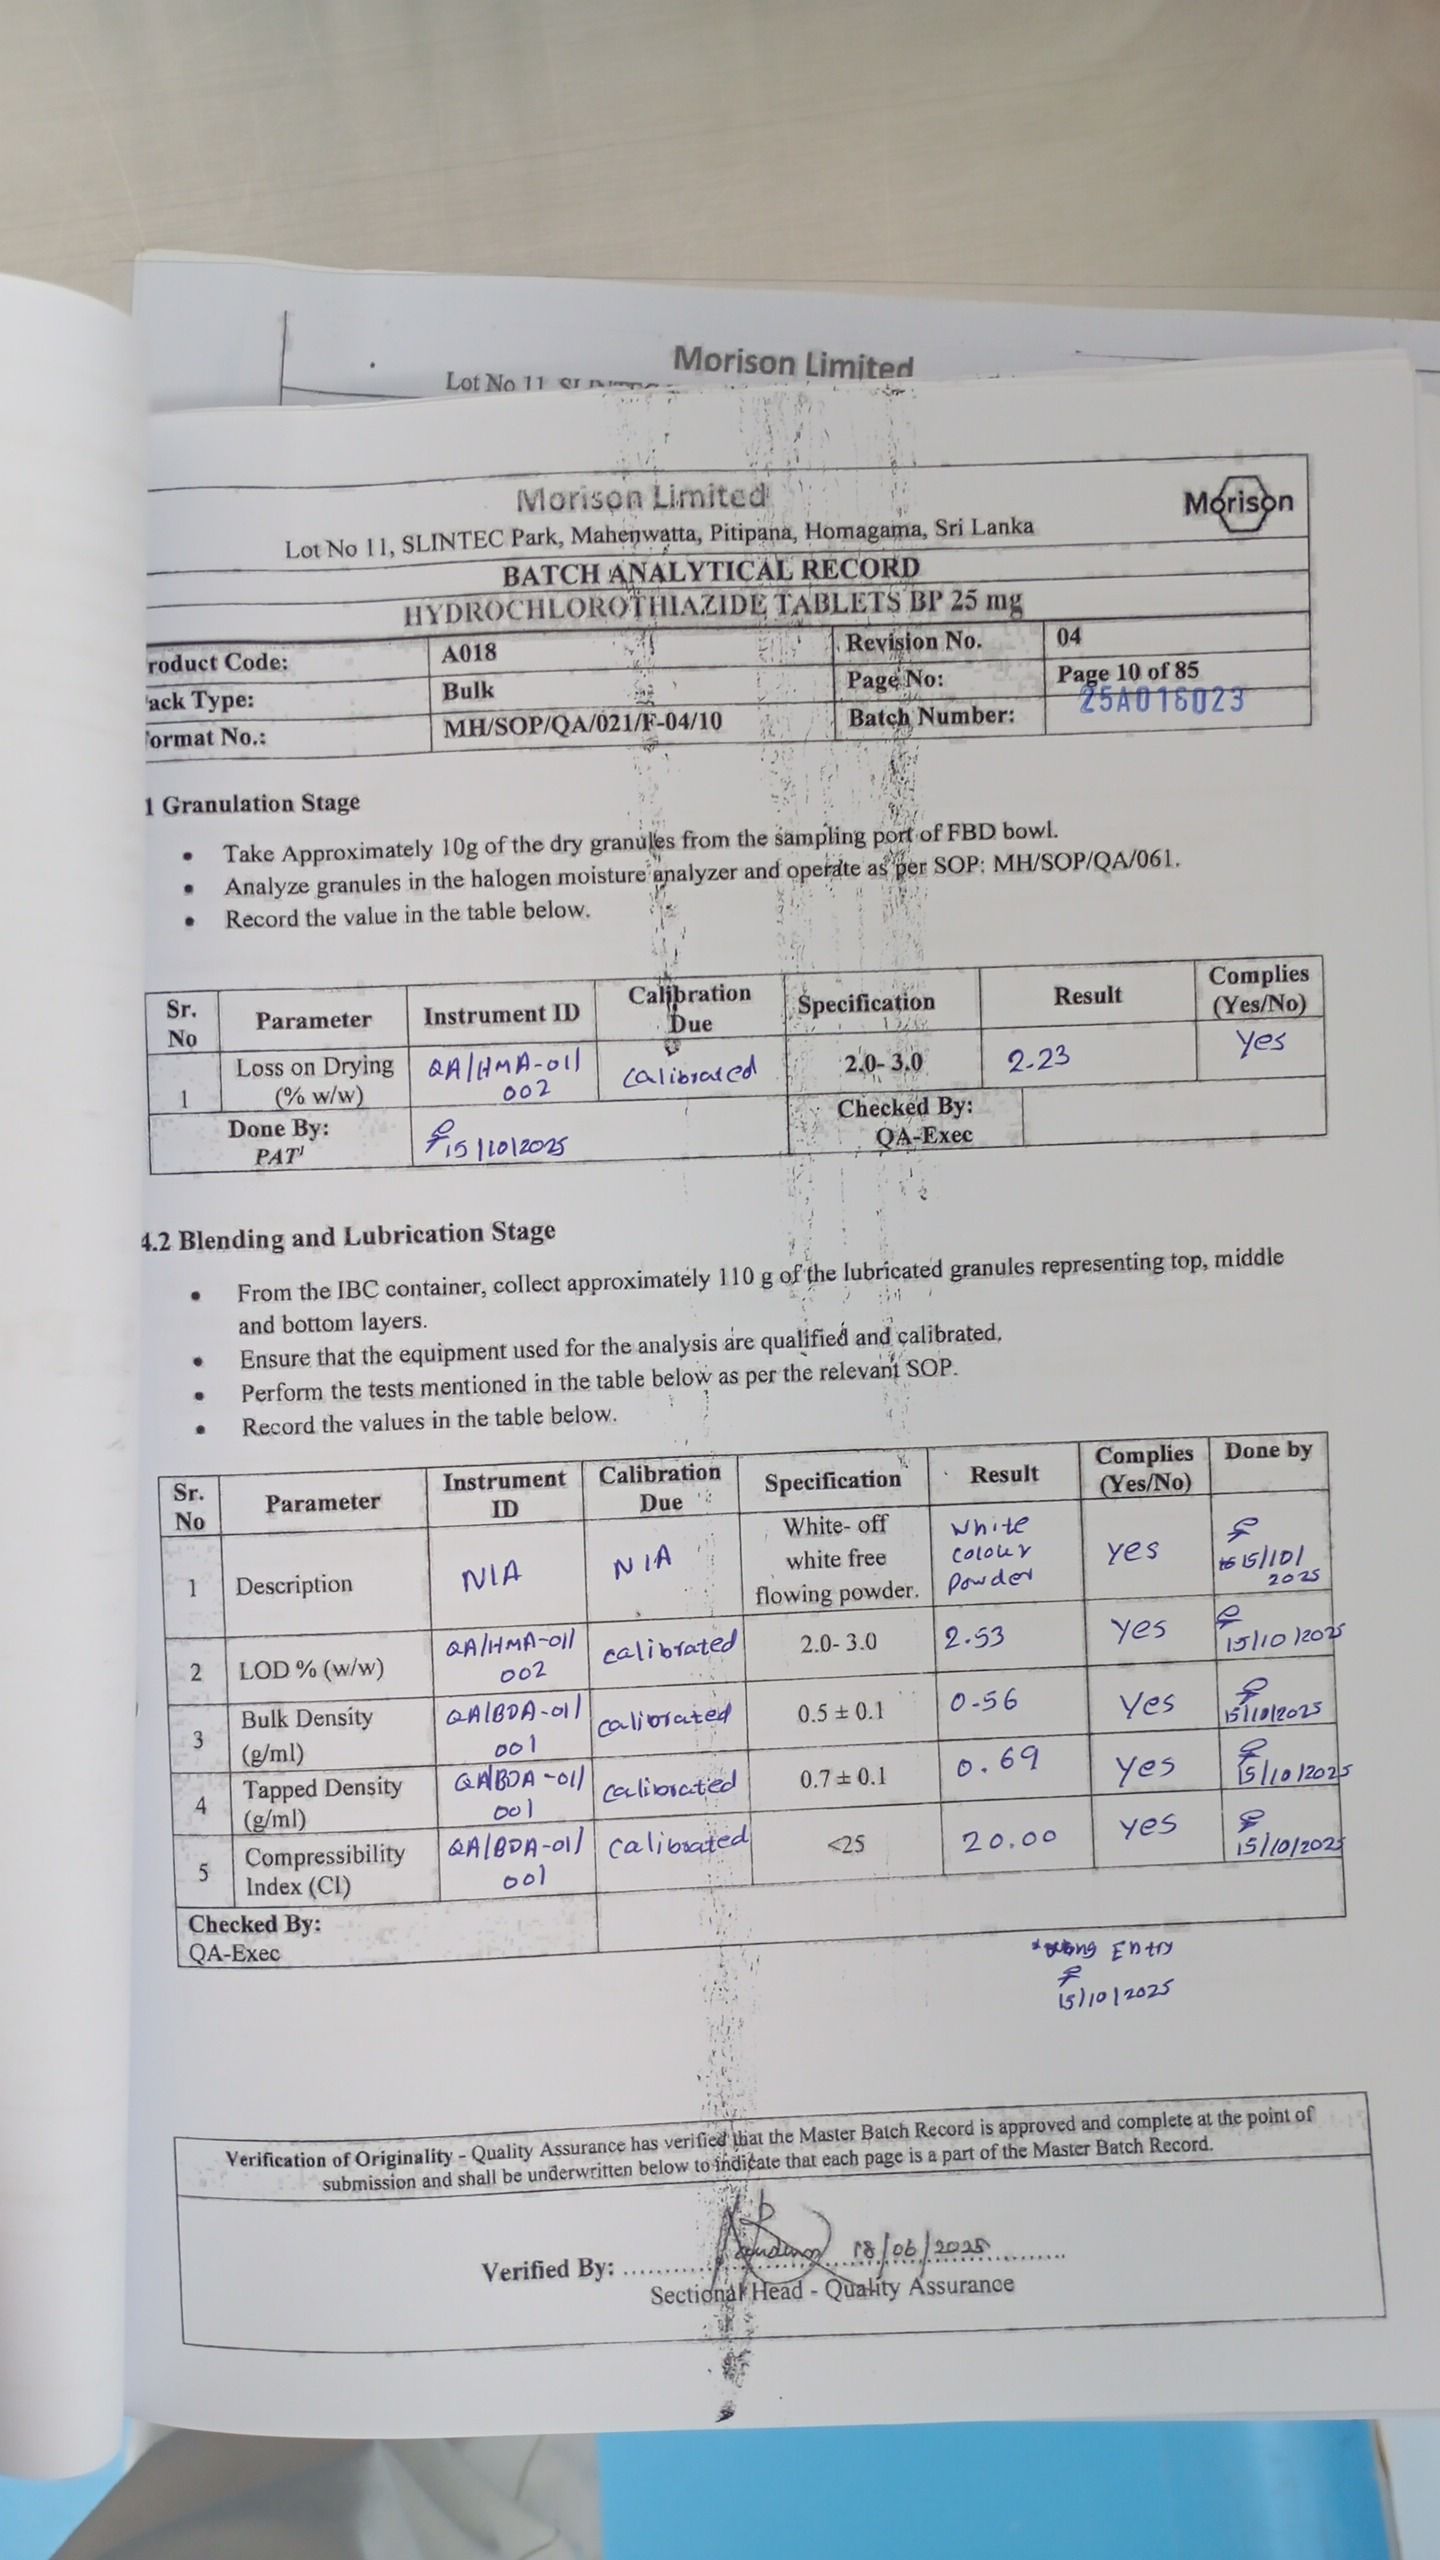 Morison Limited
Lot No 11
Morison Limited
Morison
Lot No 11, SLINTEC Park, Mahenwatta, Pitipana, Homagama, Sri Lanka
BATCH ANALYTICAL RECORD
HYDROCHLOROTHIAZIDE TABLETS BP 25 mg
roduct Code: A018 Revision No. 04
ack Type: Bulk Page No: Page 10 of 85
ormat No.: MH/SOP/QA/021/F-04/10 Batch Number: 25A018023
1 Granulation Stage
• Take Approximately 10g of the dry granules from the sampling port of FBD bowl.
• Analyze granules in the halogen moisture analyzer and operate as per SOP: MH/SOP/QA/061.
• Record the value in the table below.
Sr. No Parameter Instrument ID Calibration Due Specification Result Complies (Yes/No)
1 Loss on Drying (% w/w) QA/HMA-01/002 calibrated 2.0- 3.0 2.23 Yes
Done By: PAT 15/10/2025 Checked By: QA-Exec
4.2 Blending and Lubrication Stage
• From the IBC container, collect approximately 110 g of the lubricated granules representing top, middle
and bottom layers.
• Ensure that the equipment used for the analysis are qualified and calibrated.
• Perform the tests mentioned in the table below as per the relevant SOP.
• Record the values in the table below.
Sr. No Parameter Instrument ID Calibration Due Specification Result Complies (Yes/No) Done by
1 Description N/A N/A White- off white free flowing powder. White colour powder Yes 15/10/2025
2 LOD % (w/w) QA/HMA-01/002 calibrated 2.0- 3.0 2.53 Yes 15/10/2025
3 Bulk Density (g/ml) QA/BDA-01/001 calibrated 0.5 ± 0.1 0.56 Yes 15/10/2025
4 Tapped Density (g/ml) QA/BDA-01/001 calibrated 0.7 ± 0.1 0.69 Yes 15/10/2025
5 Compressibility Index (CI) QA/BDA-01/001 calibrated <25 20.00 Yes 15/10/2025
Checked By:
QA-Exec
Entry
15/10/2025
Verification of Originality - Quality Assurance has verified that the Master Batch Record is approved and complete at the point of
submission and shall be underwritten below to indicate that each page is a part of the Master Batch Record.
Verified By: 18/06/2025
Sectional Head - Quality Assurance